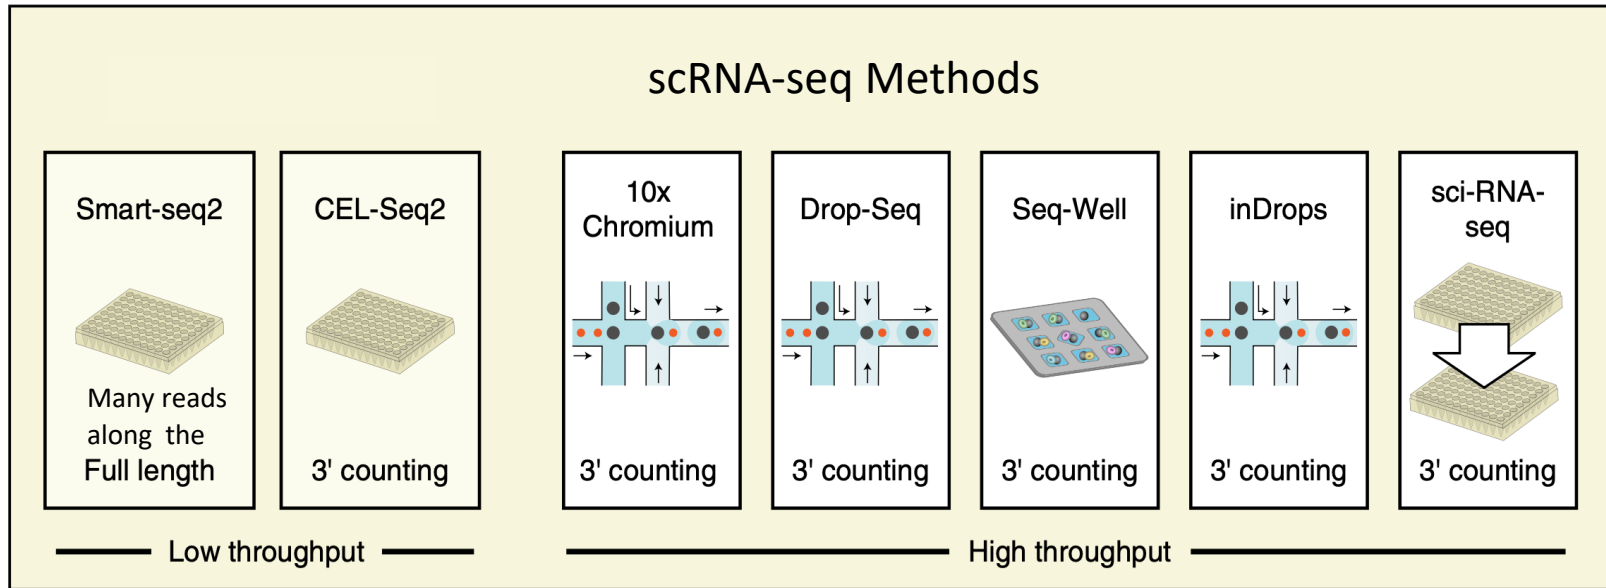 scRNA-seq Methods
Smart-seq2
Many reads
along the
Full length
CEL-Seq2
3' counting
10x
Chromium
3' counting
Drop-Seq
3' counting
Seq-Well
3' counting
inDrops
3' counting
sci-RNA-
seq
3' counting
Low throughput
High throughput